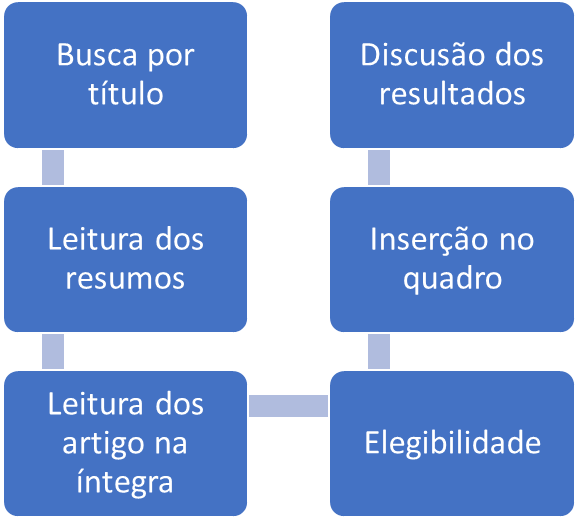 Busca por
título
Leitura dos
resumos
Leitura dos
artigo na
íntegra
Elegibilidade
Inserção no
quadro
Discusão dos
resultados